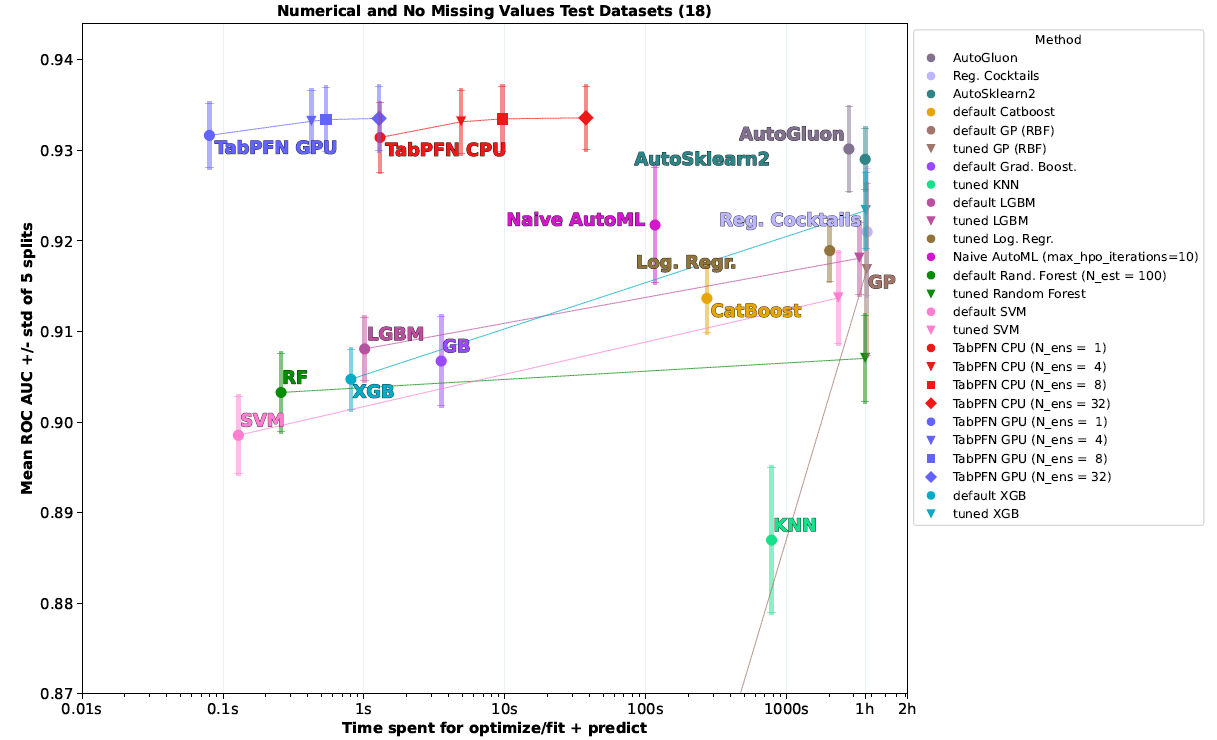 Numerical and No Missing Values Test Datasets (18)
Mean ROC AUC +/- std of 5 splits
0.94
0.93
0.92
0.91
0.90
0.89
0.88
0.87
TabPFN GPU
TabPFN CPU
AutoGluon
AutoSklearn2
Naive AutoML
Reg. Cocktails
Log. Regr.
GP
CatBoost
LGBM
GB
RF
XGB
SVM
KNN
0.01s 0.1s 1s 10s 100s 1000s 1h 2h
Time spent for optimize/fit + predict
Method
AutoGluon
Reg. Cocktails
AutoSklearn2
default Catboost
default GP (RBF)
tuned GP (RBF)
default Grad. Boost.
tuned KNN
default LGBM
tuned LGBM
tuned Log. Regr.
Naive AutoML (max_hpo_iterations=10)
default Rand. Forest (N_est = 100)
tuned Random Forest
default SVM
tuned SVM
TabPFN CPU (N_ens = 1)
TabPFN CPU (N_ens = 4)
TabPFN CPU (N_ens = 8)
TabPFN CPU (N_ens = 32)
TabPFN GPU (N_ens = 1)
TabPFN GPU (N_ens = 4)
TabPFN GPU (N_ens = 8)
TabPFN GPU (N_ens = 32)
default XGB
tuned XGB